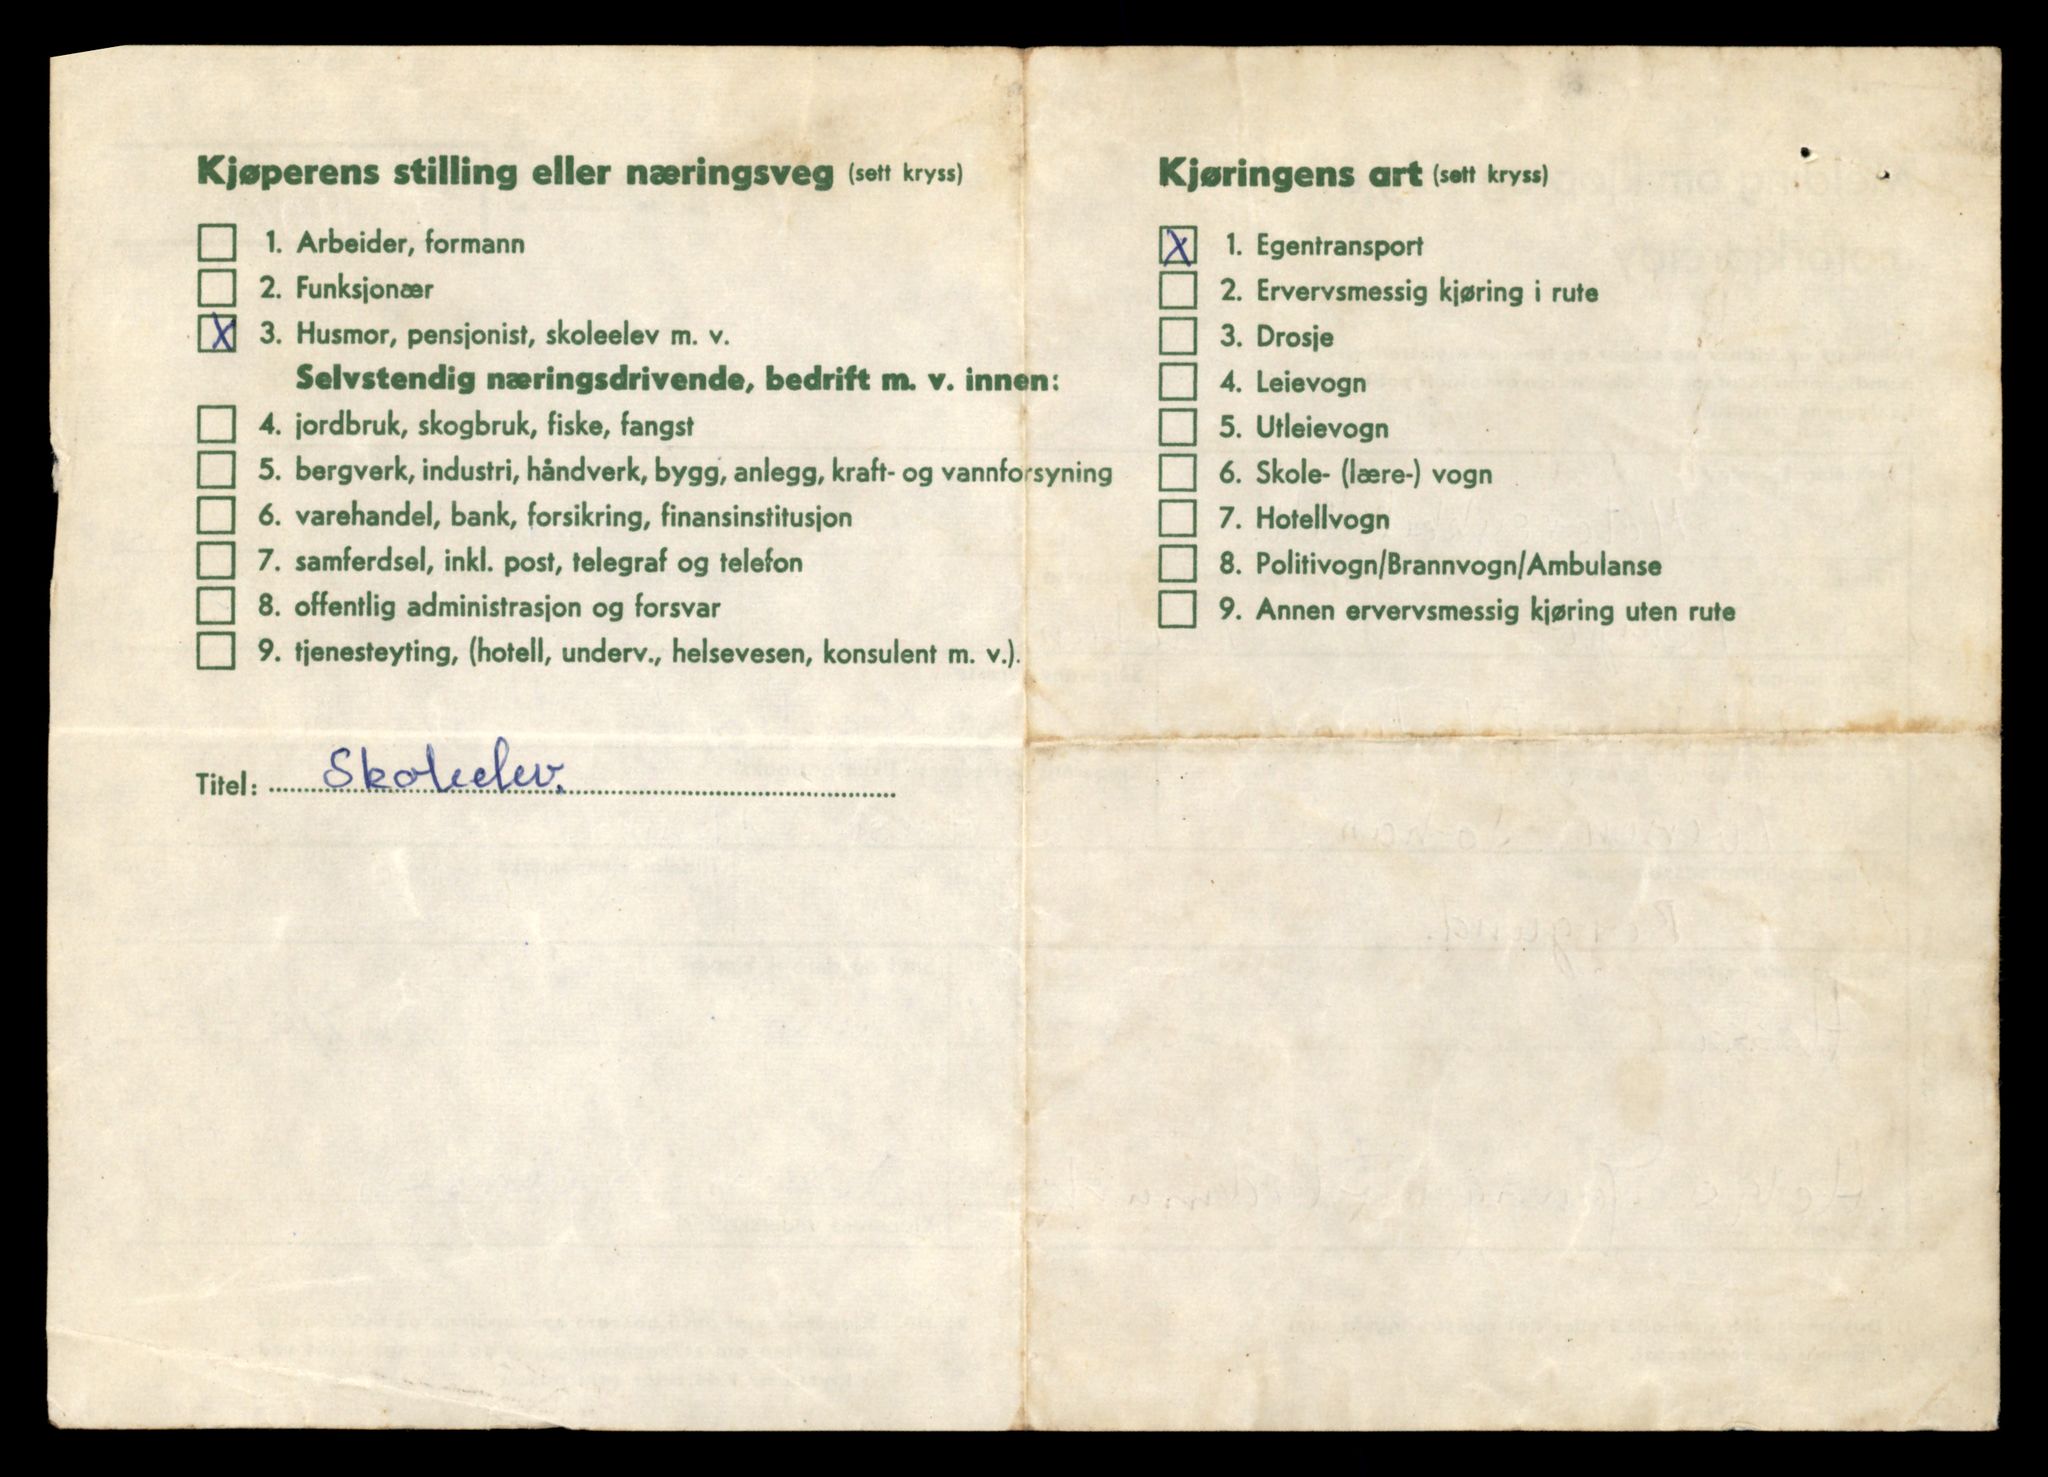 Kjøperens stilling eller næringsveg (sett kryss)
X 1. Arbeider, formann
2. Funksjonær
X 3. Husmor, pensjonist, skoleelev m. v.
Selvstendig næringsdrivende, bedrift m. v. innen:
4. jordbruk, skogbruk, fiske, fangst
5. bergverk, industri, håndverk, bygg, anlegg, kraft- og vannforsyning
6. varehandel, bank, forsikring, finansinstitusjon
7. samferdsel, inkl. post, telegraf og telefon
8. offentlig administrasjon og forsvar
9. tjenesteyting, (hotell, underv., helsevesen, konsulent m. v.).
Titel: Skoleelev.
Kjøringens art (sett kryss)
X 1. Egentransport
2. Ervervsmessig kjøring i rute
3. Drosje
4. Leievogn
5. Utleievogn
6. Skole- (lære-) vogn
7. Hotellvogn
8. Politivogn/Brannvogn/Ambulanse
9. Annen ervervsmessig kjøring uten rute